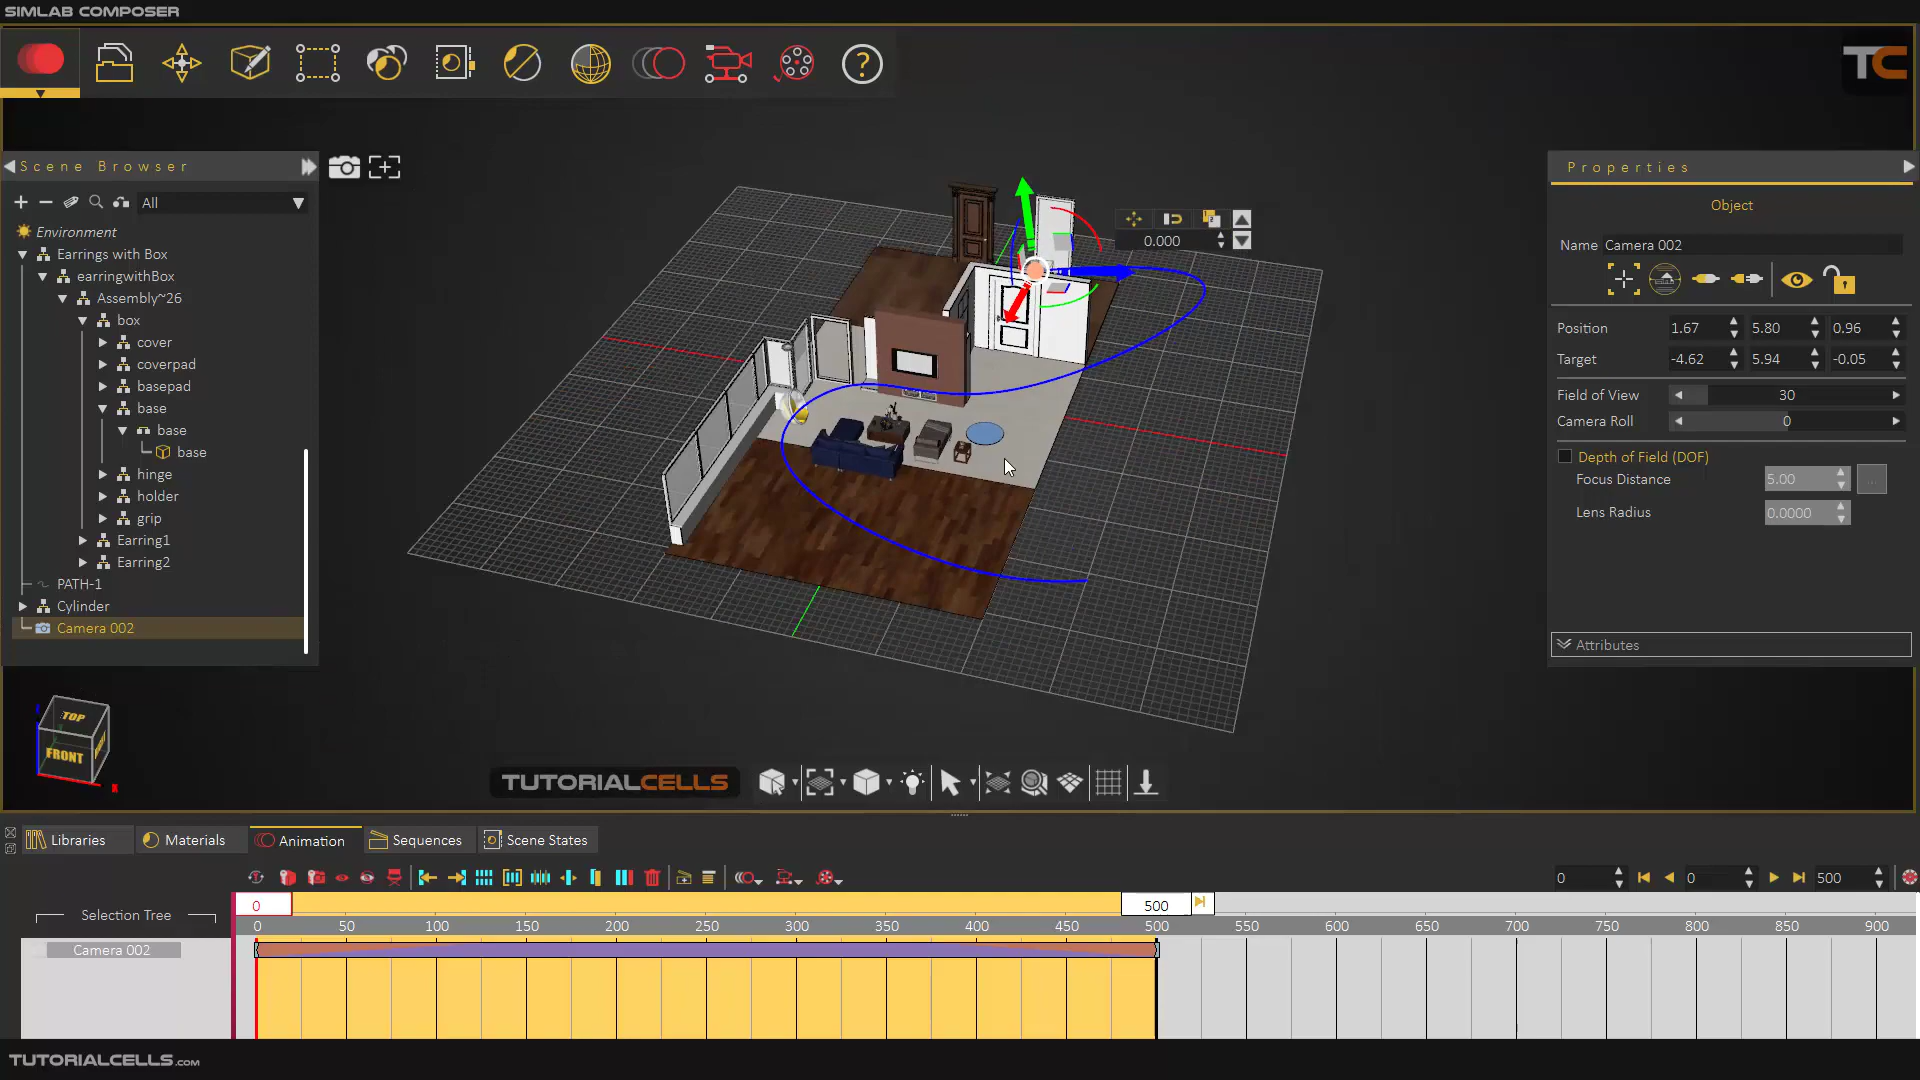 SIMLAB COMPOSER
TC
Scene Browser
All
Environment
Earrings with Box
earringwithBox
Assembly~26
box
cover
coverpad
basepad
base
base
base
hinge
holder
grip
Earring1
Earring2
PATH-1
Cylinder
Camera 002
0.000
Properties
Object
Name Camera 002
Position 1.67 5.80 0.96
Target -4.62 5.94 -0.05
Field of View 30
Camera Roll 0
Depth of Field (DOF)
Focus Distance 5.00 ...
Lens Radius 0.0000
Attributes
TOP
FRONT
TUTORIALCELLS
Libraries Materials Animation Sequences Scene States
0 0 500
Selection Tree
0 500
0 50 100 150 200 250 300 350 400 450 500 550 600 650 700 750 800 850 900
Camera 002
TUTORIALCELLS.com